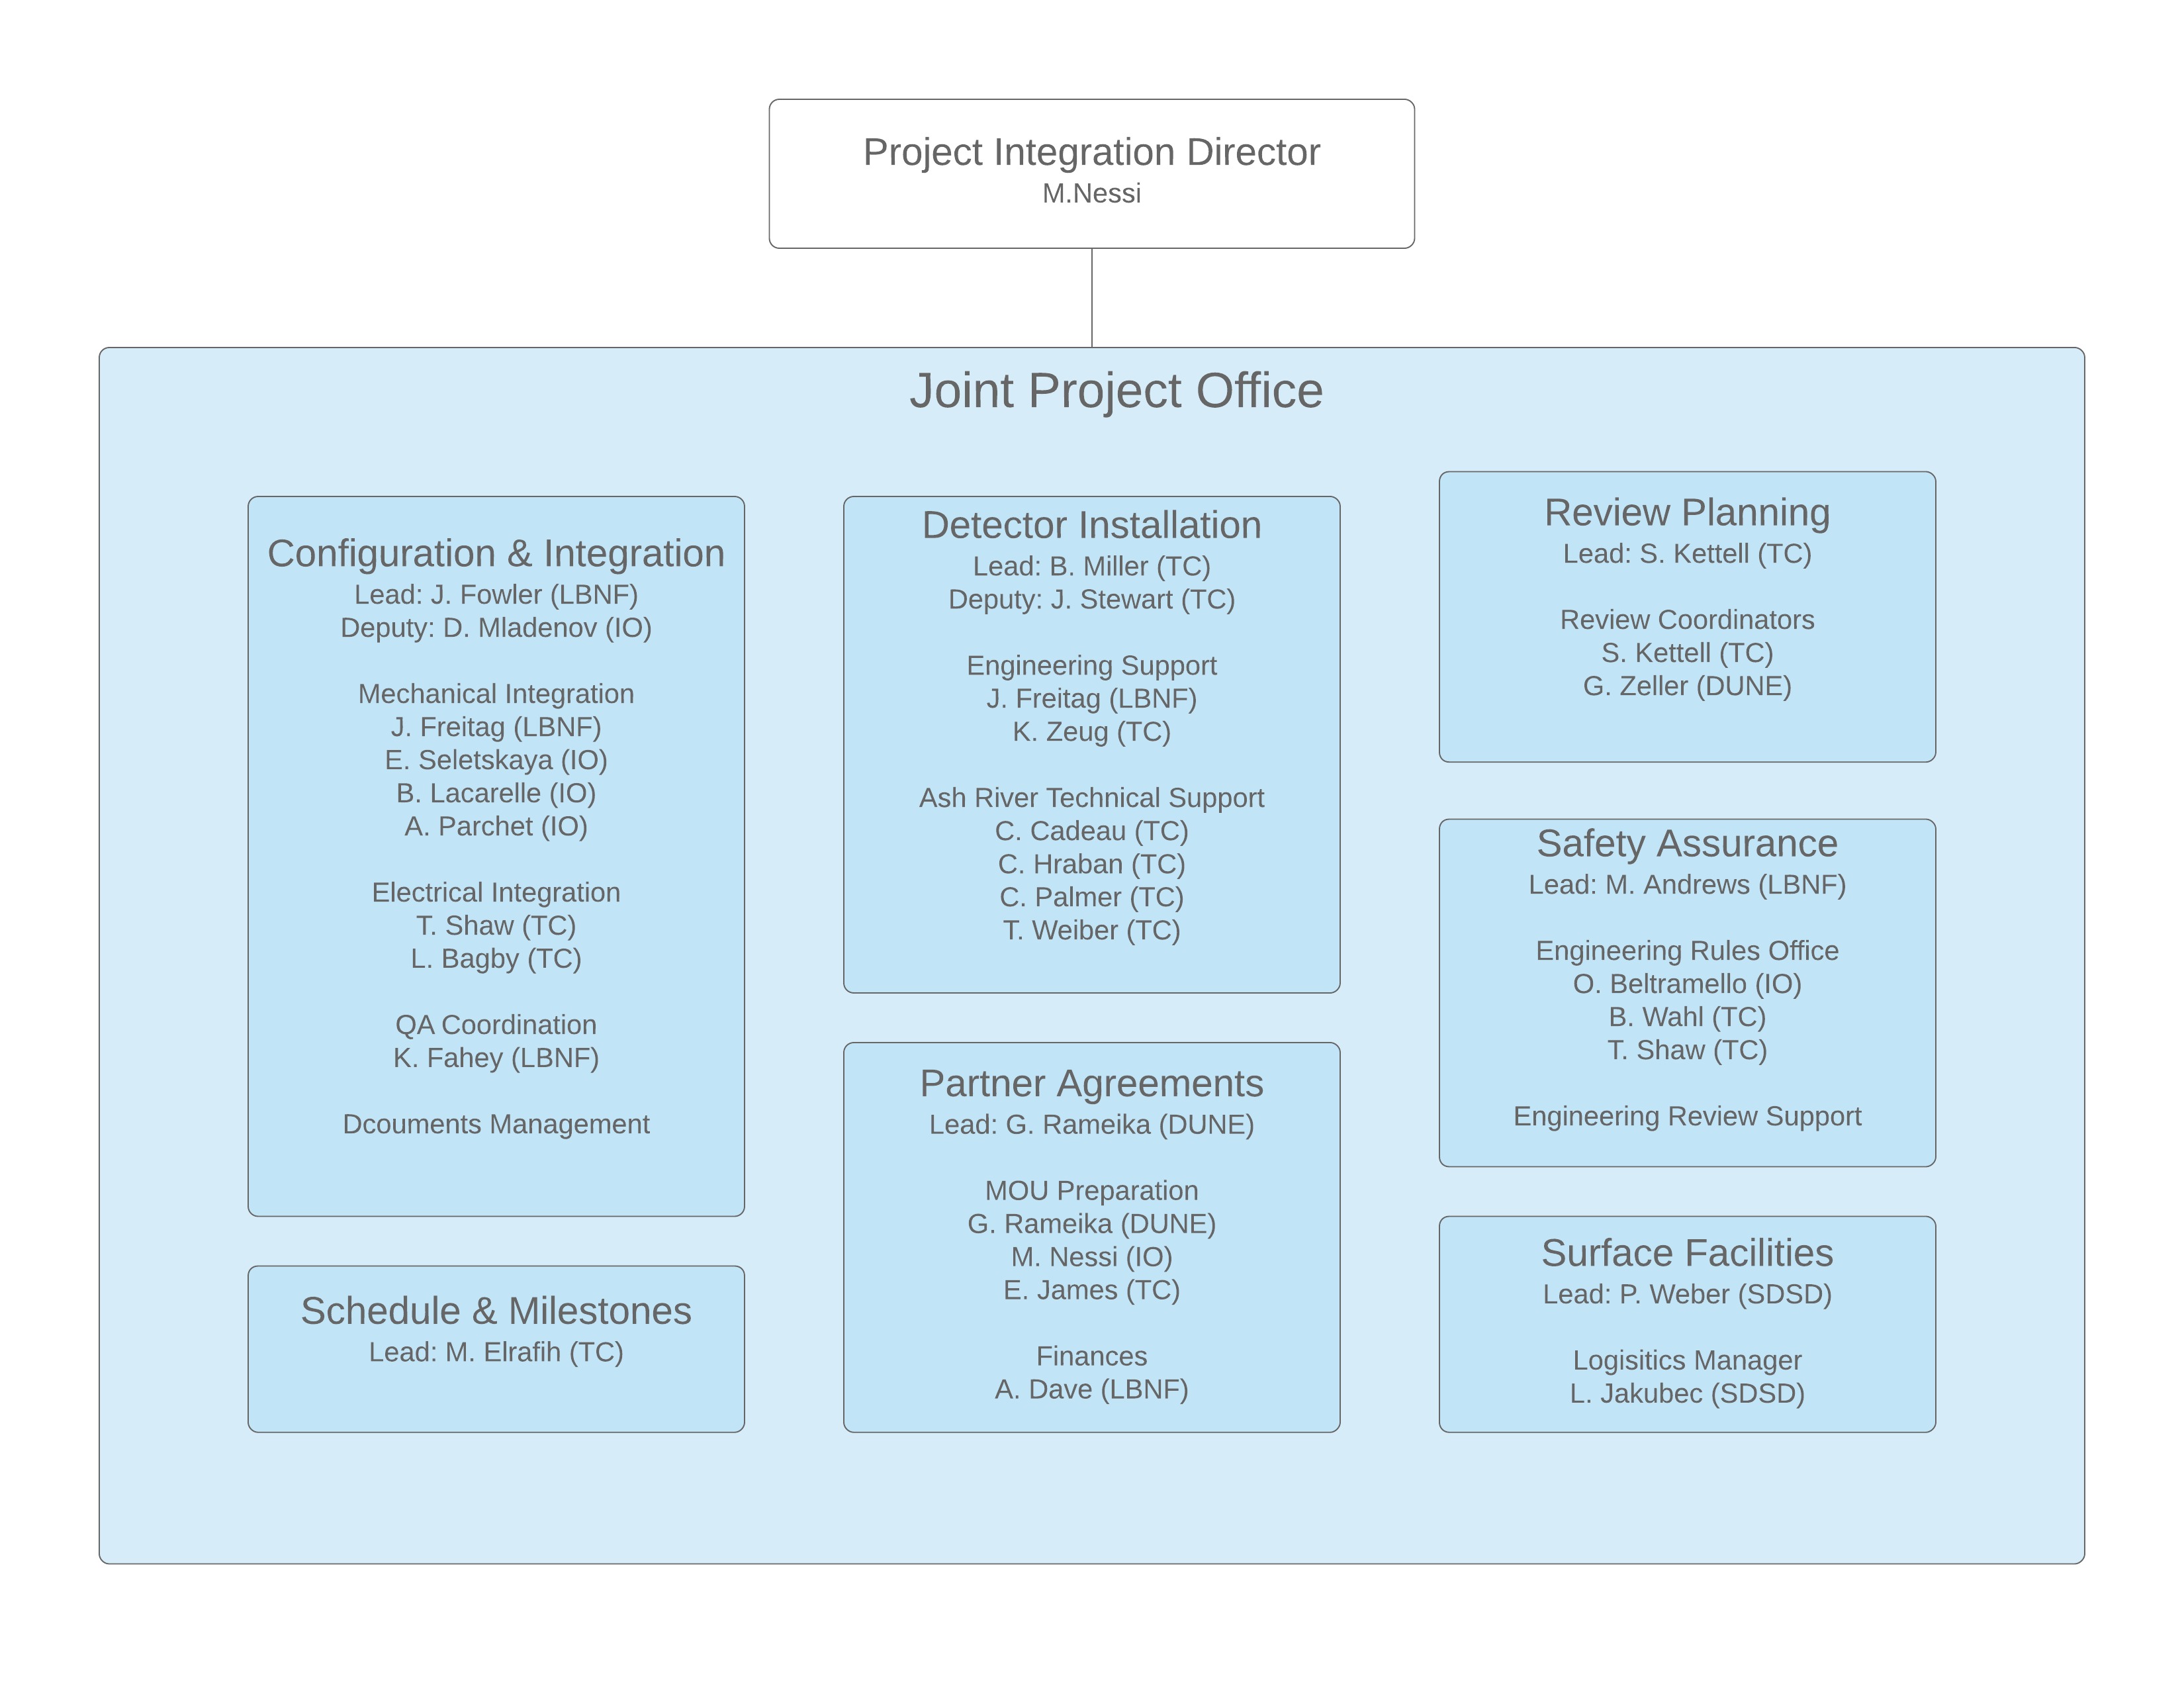 Project Integration Director
M.Nessi
Joint Project Office
Configuration & Integration
Lead: J. Fowler (LBNF)
Deputy: D. Mladenov (IO)
Mechanical Integration
J. Freitag (LBNF)
E. Seletskaya (IO)
B. Lacarelle (IO)
A. Parchet (IO)
Electrical Integration
T. Shaw (TC)
L. Bagby (TC)
QA Coordination
K. Fahey (LBNF)
Dcouments Management
Schedule & Milestones
Lead: M. Elrafih (TC)
Detector Installation
Lead: B. Miller (TC)
Deputy: J. Stewart (TC)
Engineering Support
J. Freitag (LBNF)
K. Zeug (TC)
Ash River Technical Support
C. Cadeau (TC)
C. Hraban (TC)
C. Palmer (TC)
T. Weiber (TC)
Partner Agreements
Lead: G. Rameika (DUNE)
MOU Preparation
G. Rameika (DUNE)
M. Nessi (IO)
E. James (TC)
Finances
A. Dave (LBNF)
Review Planning
Lead: S. Kettell (TC)
Review Coordinators
S. Kettell (TC)
G. Zeller (DUNE)
Safety Assurance
Lead: M. Andrews (LBNF)
Engineering Rules Office
O. Beltramello (IO)
B. Wahl (TC)
T. Shaw (TC)
Engineering Review Support
Surface Facilities
Lead: P. Weber (SDSD)
Logisitics Manager
L. Jakubec (SDSD)